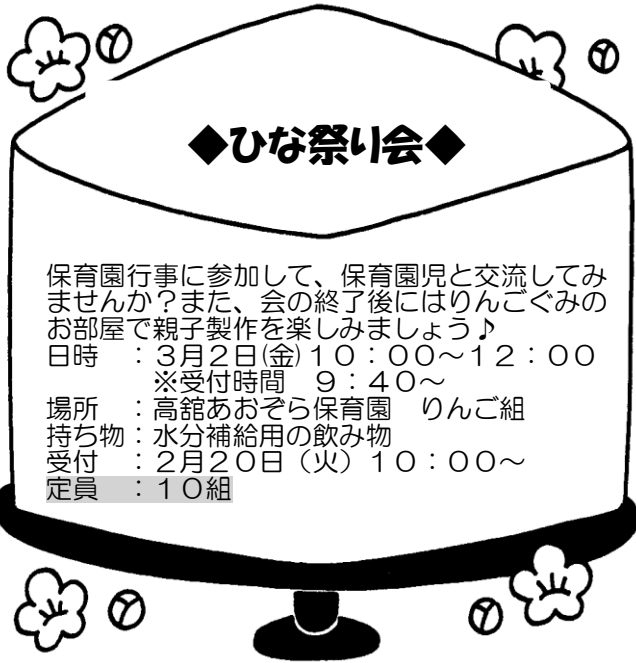 ◆ひな祭り会◆
保育園行事に参加して、保育園児と交流してみ
ませんか？また、会の終了後にはりんごぐみの
お部屋で親子製作を楽しみましょう♪
日時　：３月２日㈮１０：００～１２：００
※受付時間　９：４０～
場所　：高舘あおぞら保育園　りんご組
持ち物：水分補給用の飲み物
受付　：２月２０日（火）１０：００～
定員　：１０組